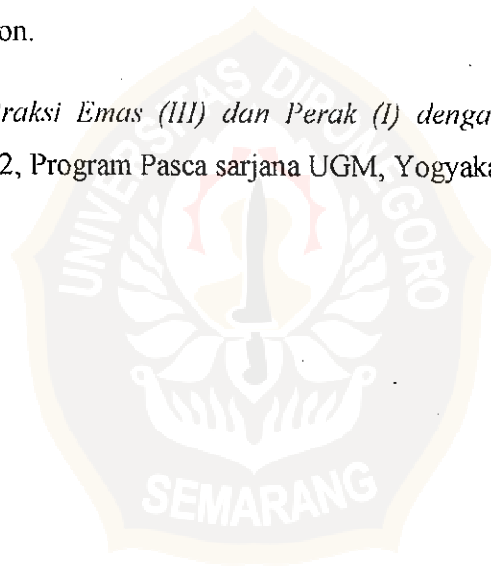 on.
raksi Emas (III) dan Perak (I) denga
2, Program Pasca sarjana UGM, Yogyaka
UNIVERSITAS DIPONEGORO
SEMARANG